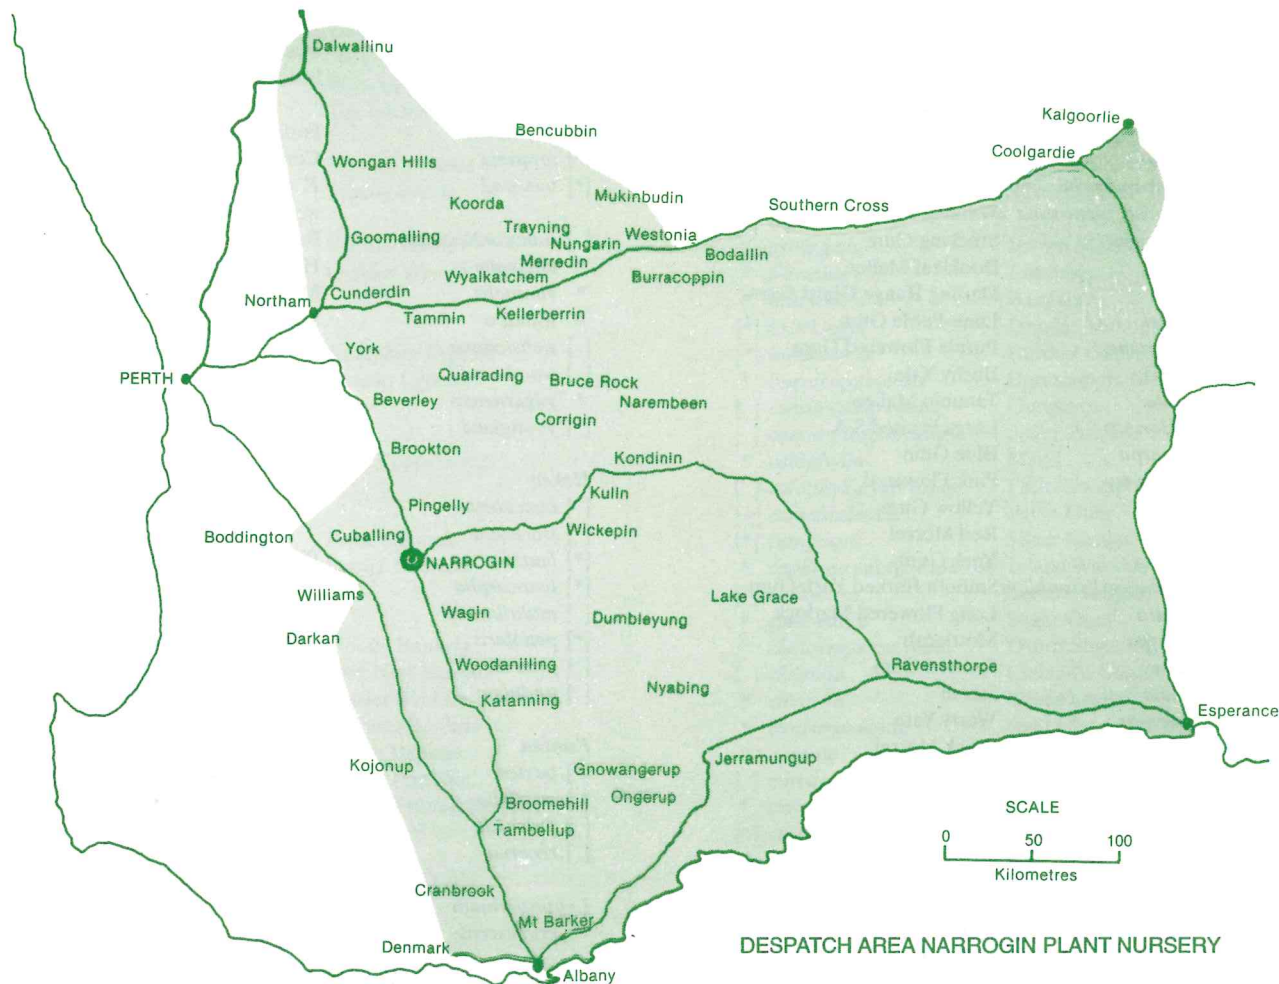 Dalwallinu
Kalgoorlie
Bencubbin
Coolgardie
Wongan Hills
Mukinbudin
Koorda
Southern Cross
Trayning
Goomalling
Nungarin
Westonia
Bodallin
Merredin
Wyalkatchem
Burracoppin
Northam
Cunderdin
Tammin
Kellerberrin
York
PERTH
Quairading
Bruce Rock
Beverley
Narembeen
Corrigin
Brookton
Kondinin
Kulin
Pingelly
Boddington
Cuballing
Wickepin
NARROGIN
Williams
Lake Grace
Wagin
Dumbleyung
Darkan
Woodanilling
Ravensthorpe
Nyabing
Katanning
Esperance
Kojonup
Gnowangerup
Jerramungup
Ongerup
Broomehill
Tambellup
SCALE
0 50 100
Kilometres
Cranbrook
Mt Barker
Denmark
Albany
DESPATCH AREA NARROGIN PLANT NURSERY